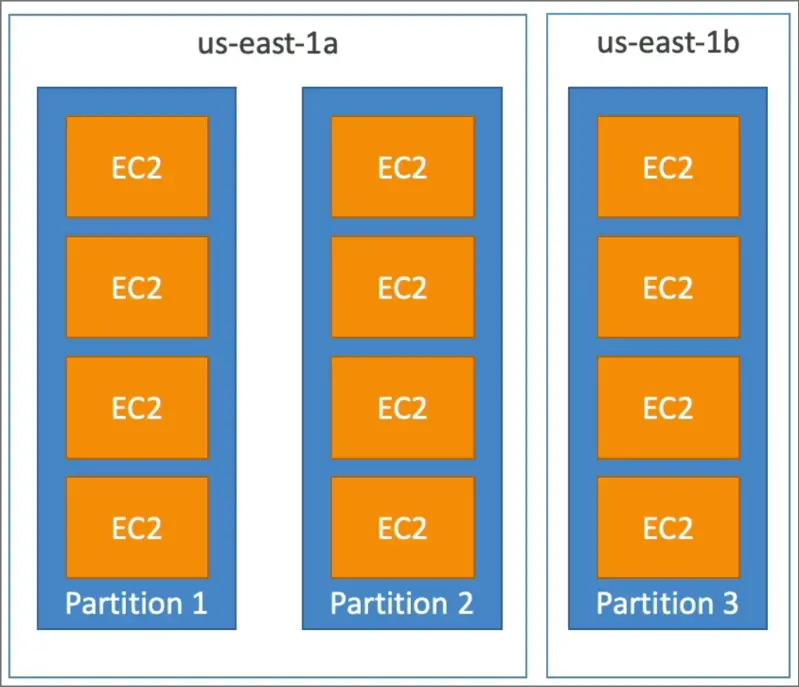 us-east-1a
us-east-1b
EC2
EC2
EC2
EC2
Partition 1
EC2
EC2
EC2
EC2
Partition 2
EC2
EC2
EC2
EC2
Partition 3